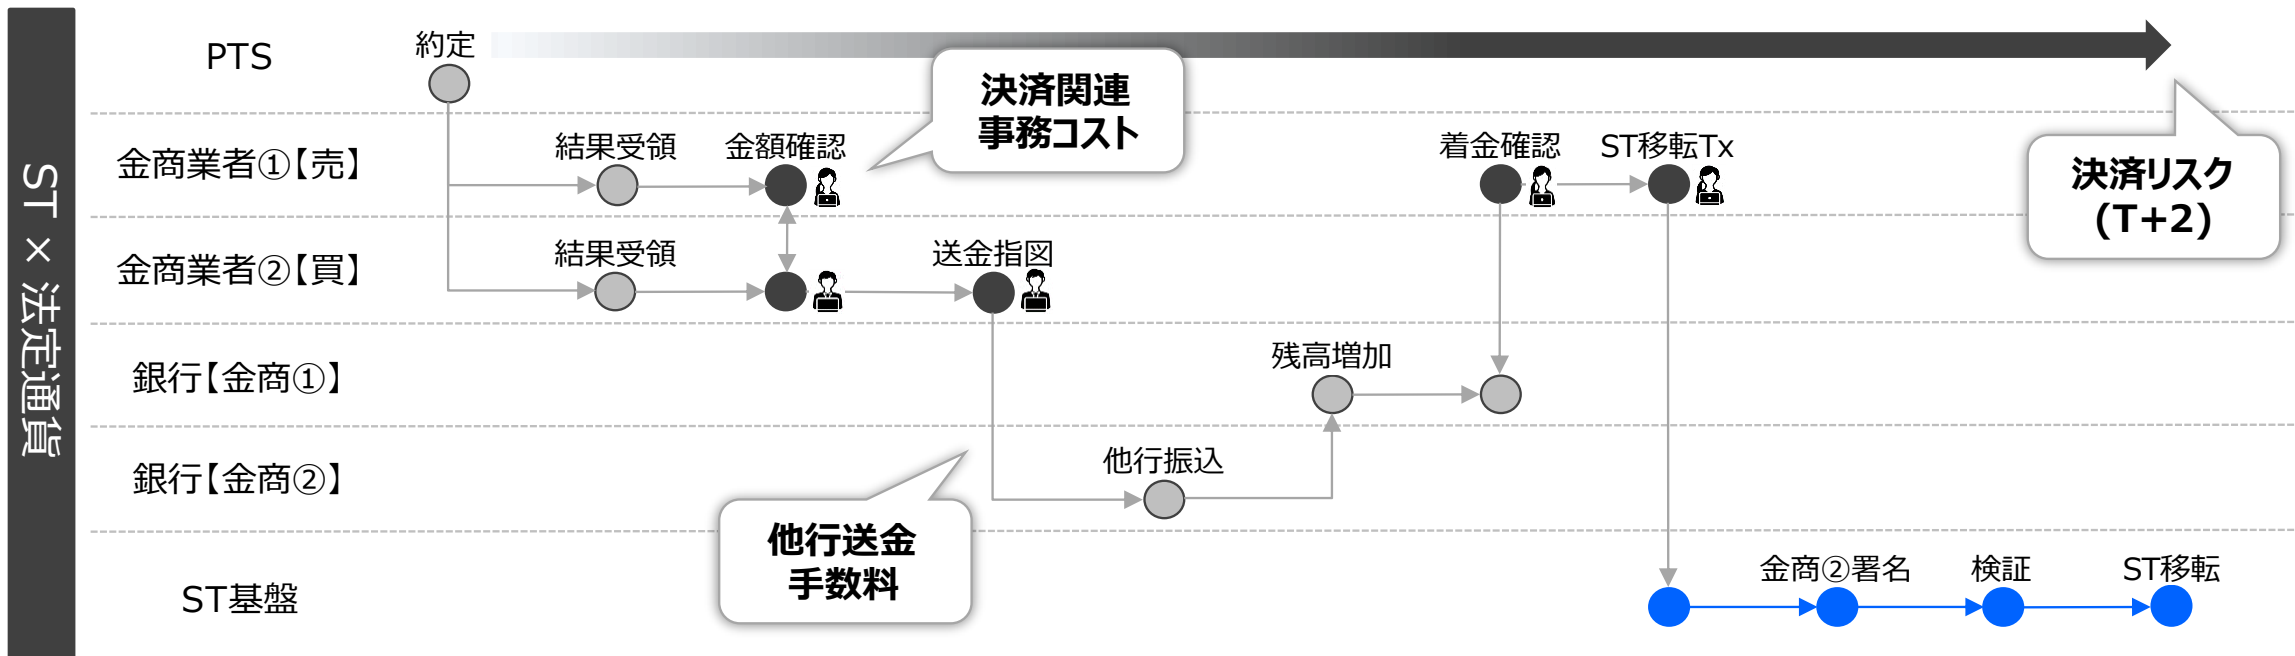 ST × 法定通貨
PTS
約定
決済関連
事務コスト
決済リスク
(T+2)
金商業者①【売】
結果受領
金額確認
着金確認
ST移転Tx
金商業者②【買】
結果受領
送金指図
銀行【金商①】
残高増加
銀行【金商②】
他行振込
他行送金
手数料
ST基盤
金商②署名
検証
ST移転